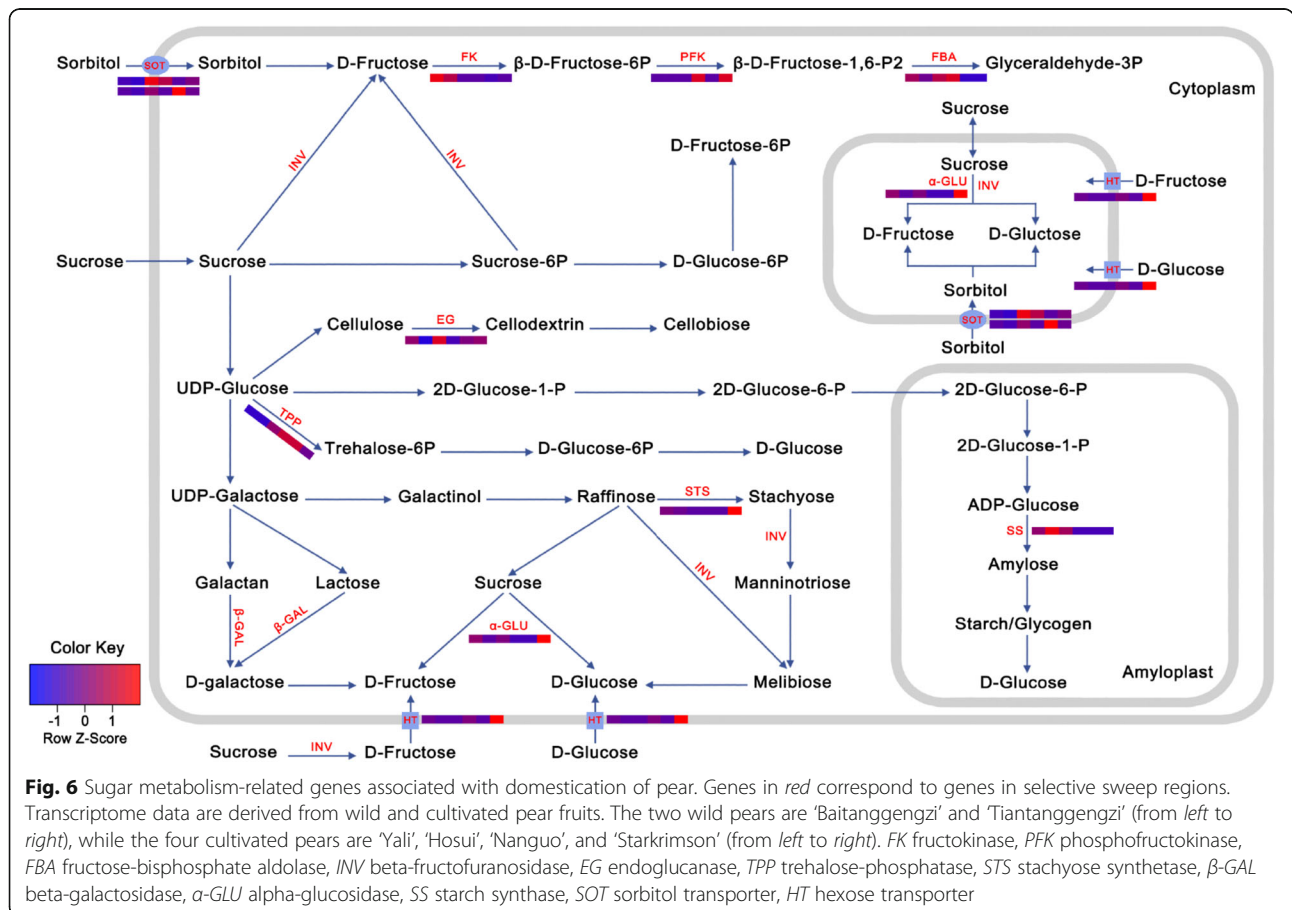 Sorbitol SOT Sorbitol D-Fructose FK β-D-Fructose-6P PFK β-D-Fructose-1,6-P2 FBA Glyceraldehyde-3P
Cytoplasm
Sucrose
D-Fructose-6P
INV INV
Sucrose
α-GLU INV
HT D-Fructose
D-Fructose D-Gluctose
Sucrose Sucrose Sucrose-6P D-Glucose-6P
HT D-Glucose
Sorbitol
SOT
Sorbitol
Cellulose EG Cellodextrin Cellobiose
UDP-Glucose 2D-Glucose-1-P 2D-Glucose-6-P 2D-Glucose-6-P
TPP
Trehalose-6P D-Glucose-6P D-Glucose
2D-Glucose-1-P
UDP-Galactose Galactinol Raffinose STS Stachyose
ADP-Glucose
SS
INV
Amylose
Galactan Lactose Sucrose INV Manninotriose
β-GAL β-GAL
α-GLU
Starch/Glycogen
Color Key
-1 0 1
Row Z-Score
D-galactose D-Fructose D-Glucose Melibiose
D-Glucose
Amyloplast
HT HT
Sucrose INV D-Fructose D-Glucose
Fig. 6 Sugar metabolism-related genes associated with domestication of pear. Genes in red correspond to genes in selective sweep regions.
Transcriptome data are derived from wild and cultivated pear fruits. The two wild pears are ‘Baitanggengzi’ and ‘Tiantanggengzi’ (from left to
right), while the four cultivated pears are ‘Yali’, ‘Hosui’, ‘Nanguo’, and ‘Starkrimson’ (from left to right). FK fructokinase, PFK phosphofructokinase,
FBA fructose-bisphosphate aldolase, INV beta-fructofuranosidase, EG endoglucanase, TPP trehalose-phosphatase, STS stachyose synthetase, β-GAL
beta-galactosidase, α-GLU alpha-glucosidase, SS starch synthase, SOT sorbitol transporter, HT hexose transporter